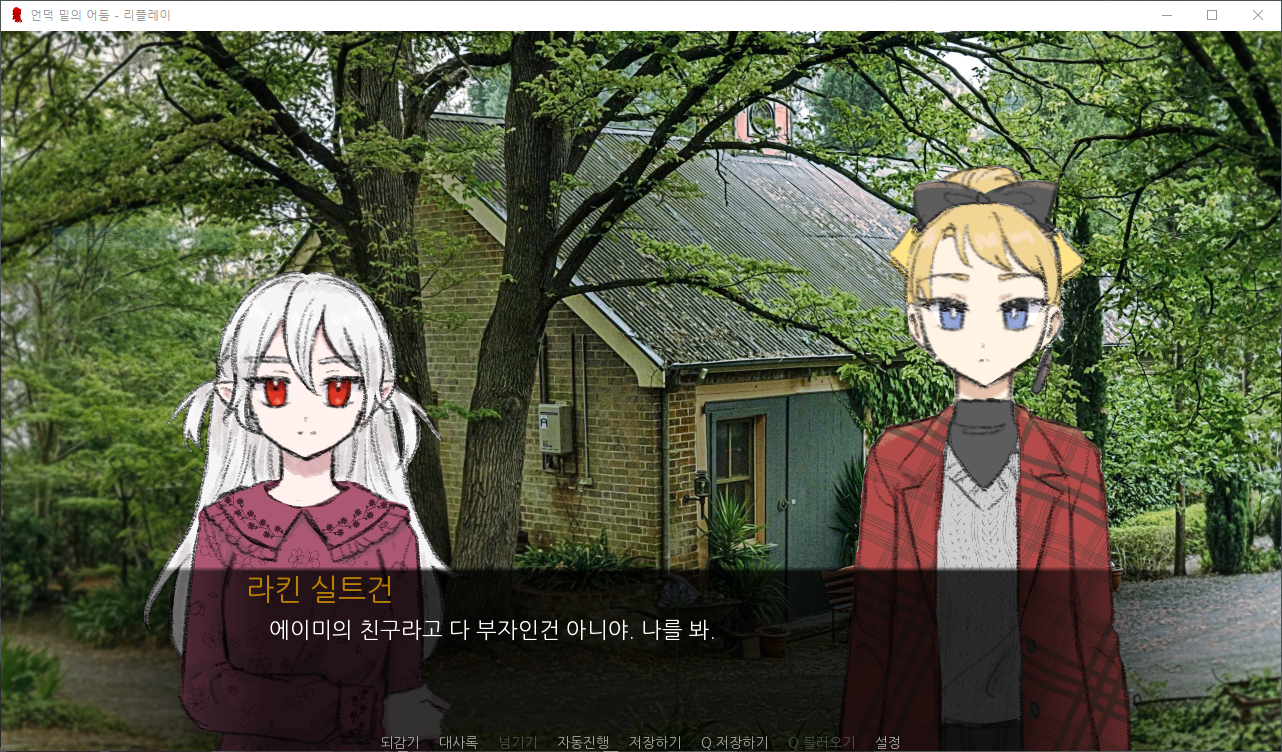 언덕 밑의 어둠 - 리플레이
라킨 실트건
에이미의 친구라고 다 부자인건 아니야. 나를 봐.
되감기 대사록 넘기기 자동진행 저장하기 Q.저장하기 Q.불러오기 설정